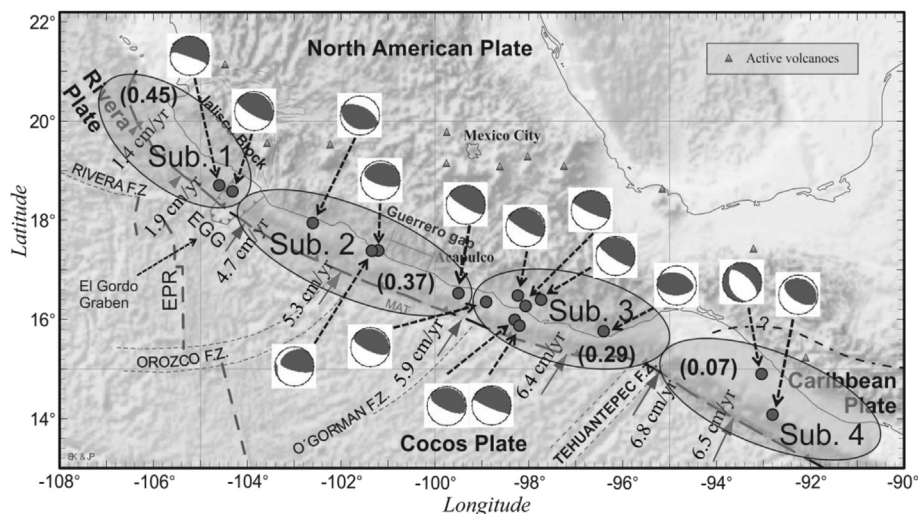 22°
20°
18°
16°
14°
Latitude
-108
-106
-104
-102
-100
-98
-96
-94
-92
-90
Longitude
North American Plate
Active volcanoes
Rivera
Plate
(0.45)
Jalisco Block
Mexico City
1.4 cm/yr
Sub. 1
RIVERA F.Z.
1.9 cm/yr
EGG
4.7 cm/yr
Sub. 2
Guerrero gap
Acapulco
El Gordo
Graben
EPR
5.3 cm/yr
(0.37)
MAT
Sub. 3
(0.29)
OROZCO F.Z.
5.9 cm/yr
6.4 cm/yr
O´GORMAN F.Z.
Cocos Plate
TEHUANTEPEC F.Z.
6.8 cm/yr
6.5 cm/yr
(0.07)
?
Caribbean
Plate
Sub. 4
EK & JP